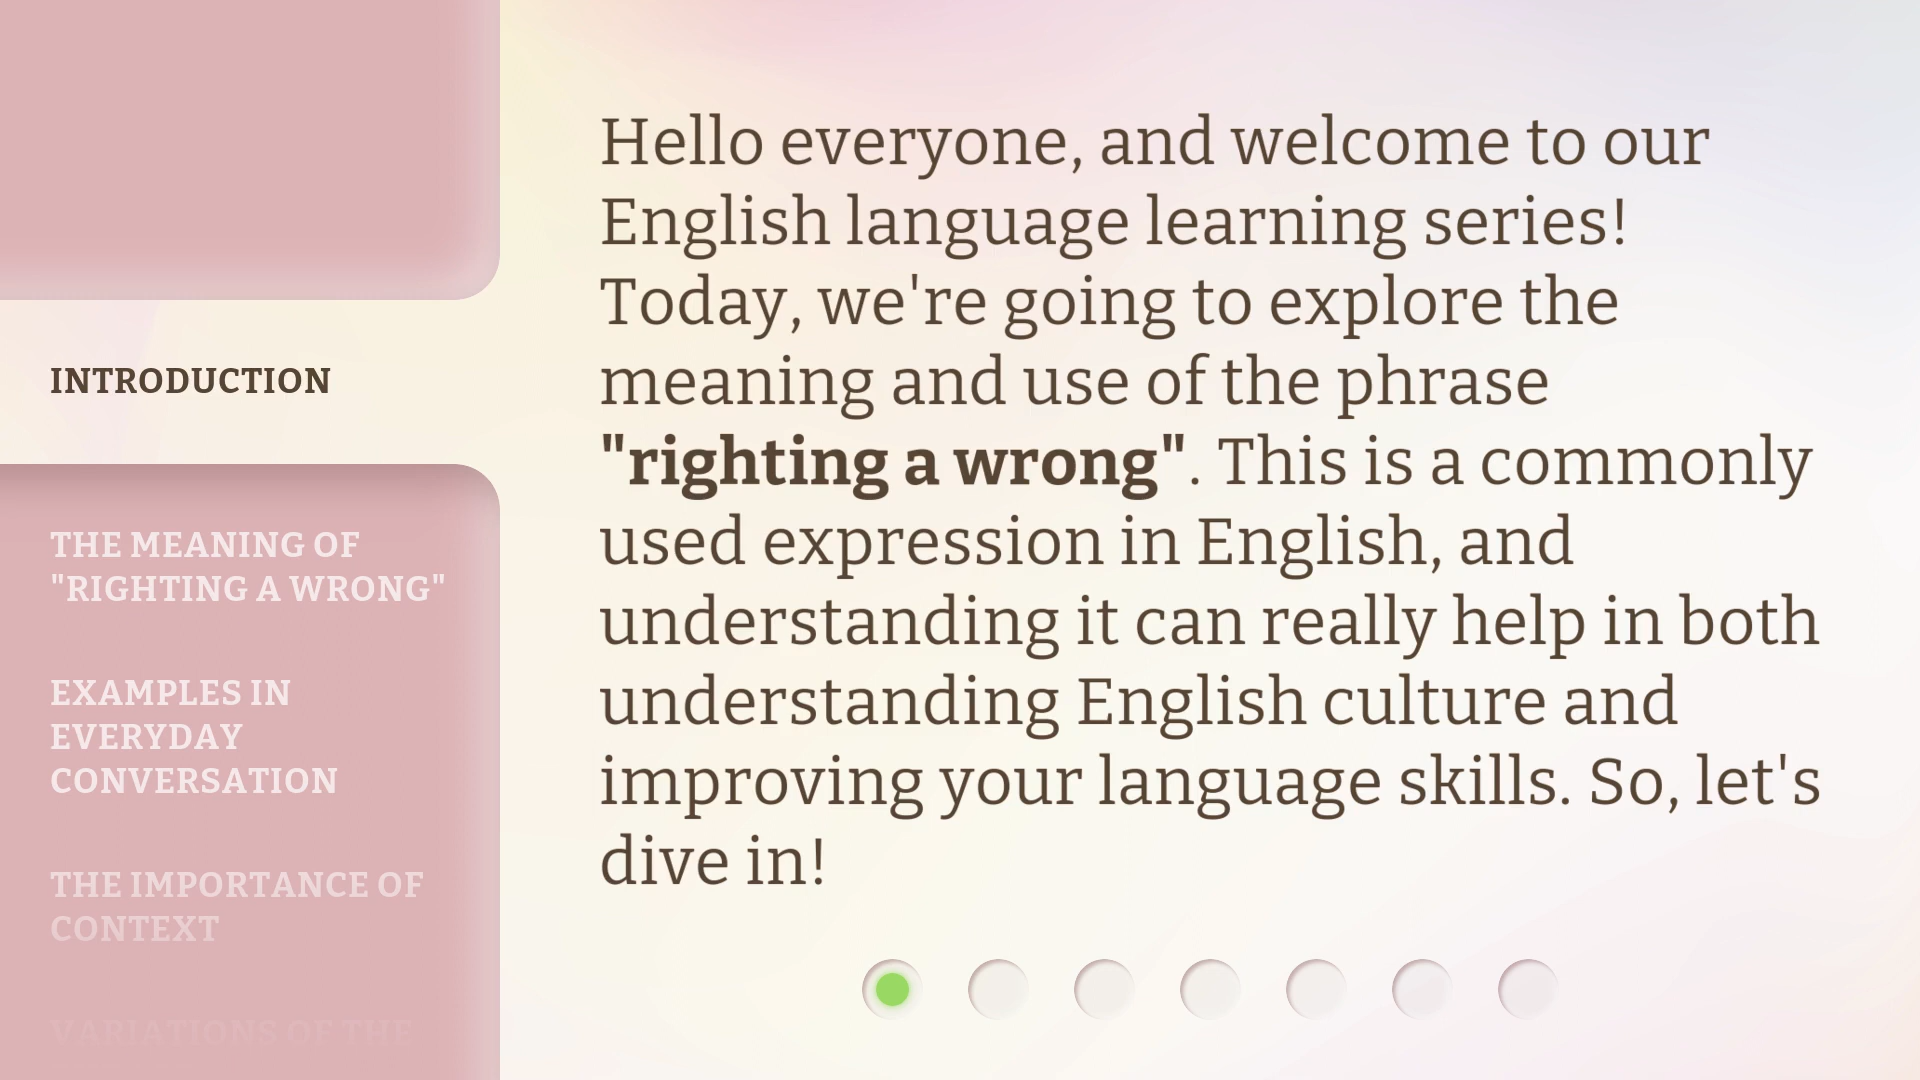 INTRODUCTION
THE MEANING OF
"RIGHTING A WRONG"
EXAMPLES IN
EVERYDAY
CONVERSATION
THE IMPORTANCE OF
CONTEXT
VARIATIONS OF THE
Hello everyone, and welcome to our
English language learning series!
Today, we're going to explore the
meaning and use of the phrase
"righting a wrong". This is a commonly
used expression in English, and
understanding it can really help in both
understanding English culture and
improving your language skills. So, let's
dive in!